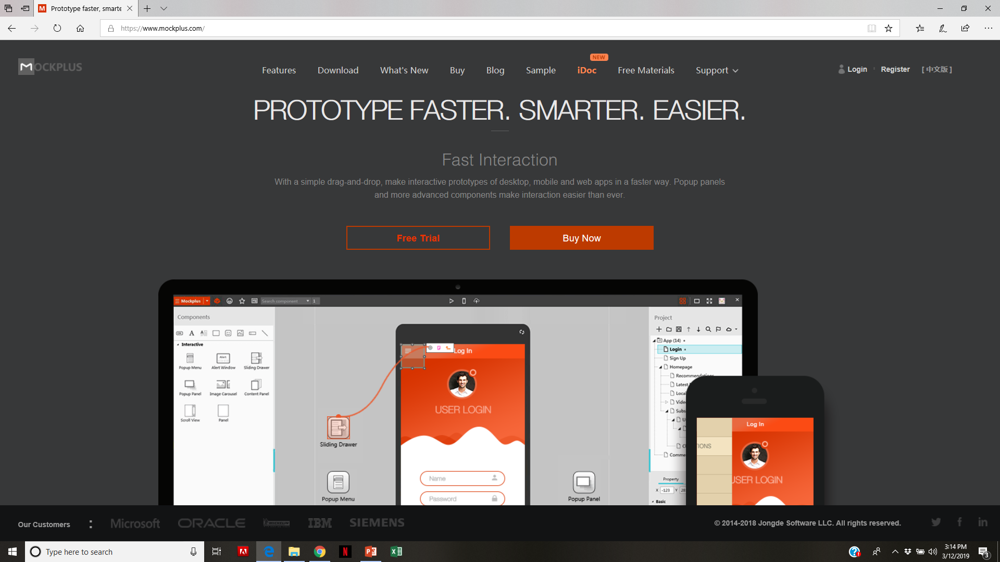 Prototype faster, smarte
https://www.mockplus.com/
MOCKPLUS
Features Download What's New Buy Blog Sample iDoc NEW Free Materials Support
Login Register [ 中文版 ]
PROTOTYPE FASTER. SMARTER. EASIER.
Fast Interaction
With a simple drag-and-drop, make interactive prototypes of desktop, mobile and web apps in a faster way. Popup panels
and more advanced components make interaction easier than ever.
Free Trial Buy Now
Mockplus Search component 1
Components
Interactive
Popup Menu Alert Window Sliding Drawer
Popup Panel Image Carousel Content Panel
Scroll View Panel
Log In
USER LOGIN
Sliding Drawer
Name
Popup Menu
Password
Popup Panel
Project
App (14)
Login
Sign Up
Homepage
Recommendations
Latest
Local
Vide
Subs
Comme
Property
X -123 Y 28
Basic
Log In
IONS
USER LOGIN
Our Customers : Microsoft ORACLE MICHELIN IBM SIEMENS
© 2014-2018 Jongde Software LLC. All rights reserved.
Type here to search
3:14 PM
3/12/2019
3